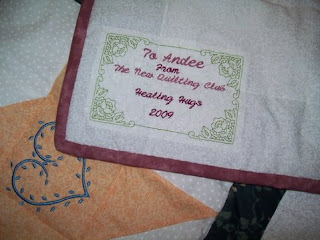 To Andee
From
The New Quilting Club
Healing Hugs
2009